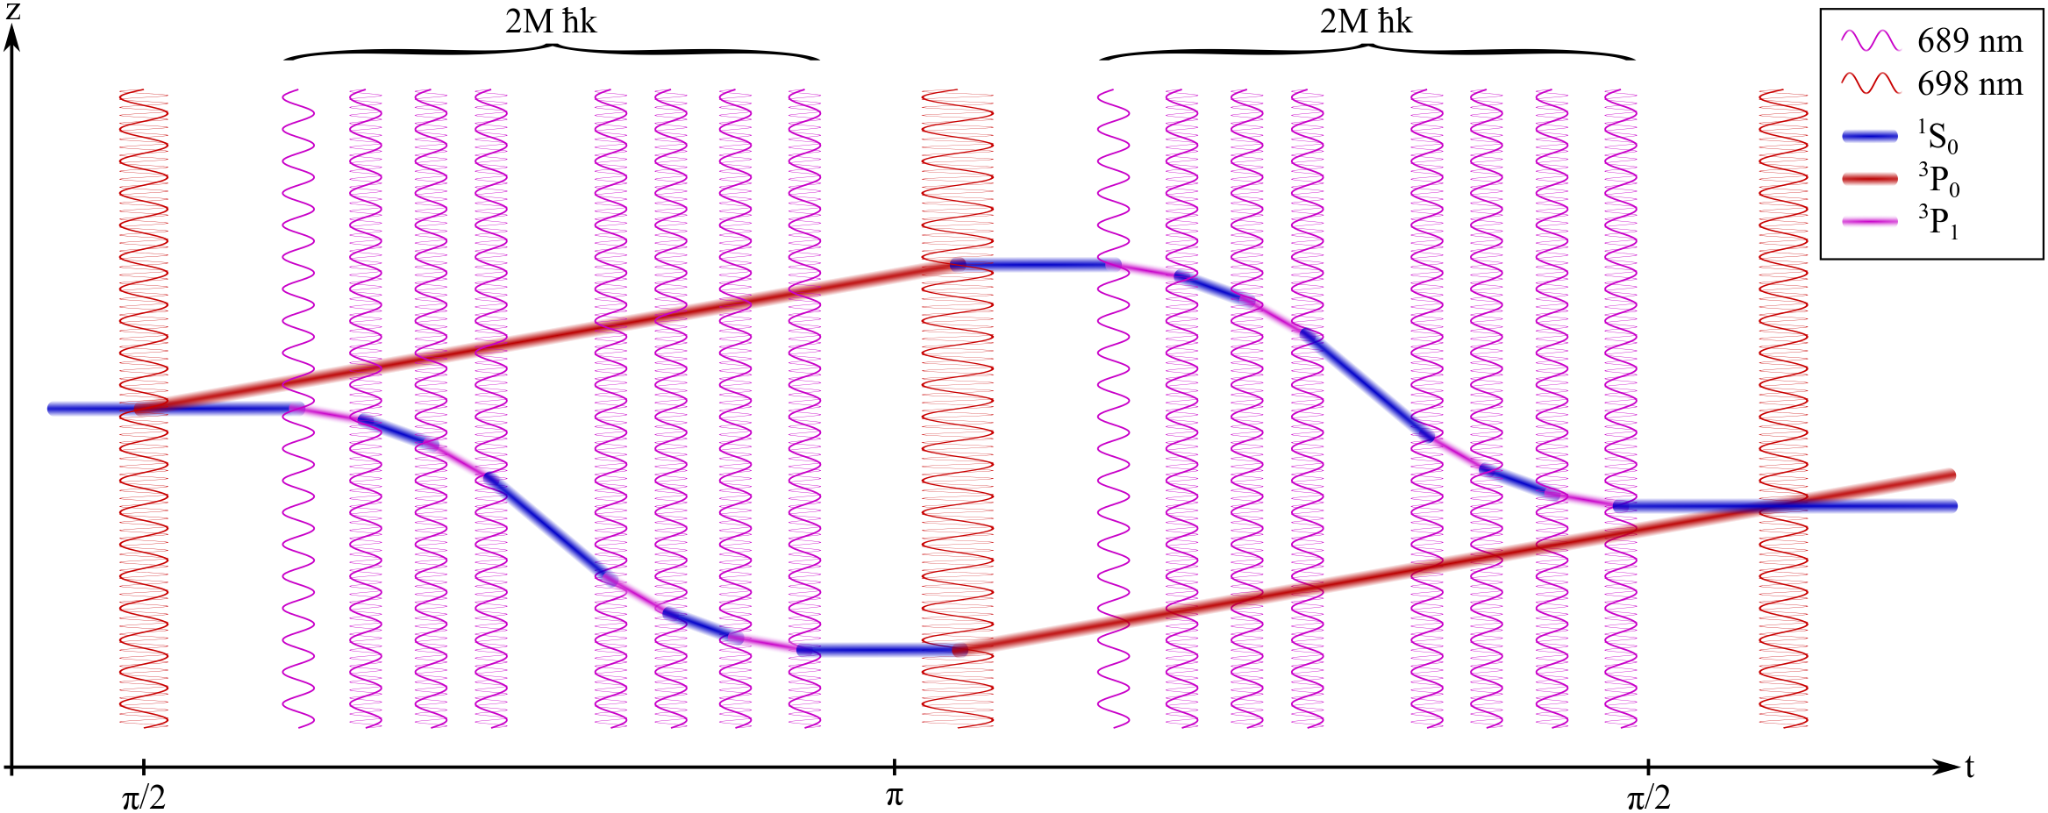 z
2M ħk
2M ħk
689 nm
698 nm
¹S₀
³P₀
³P₁
π/2
π
π/2
t